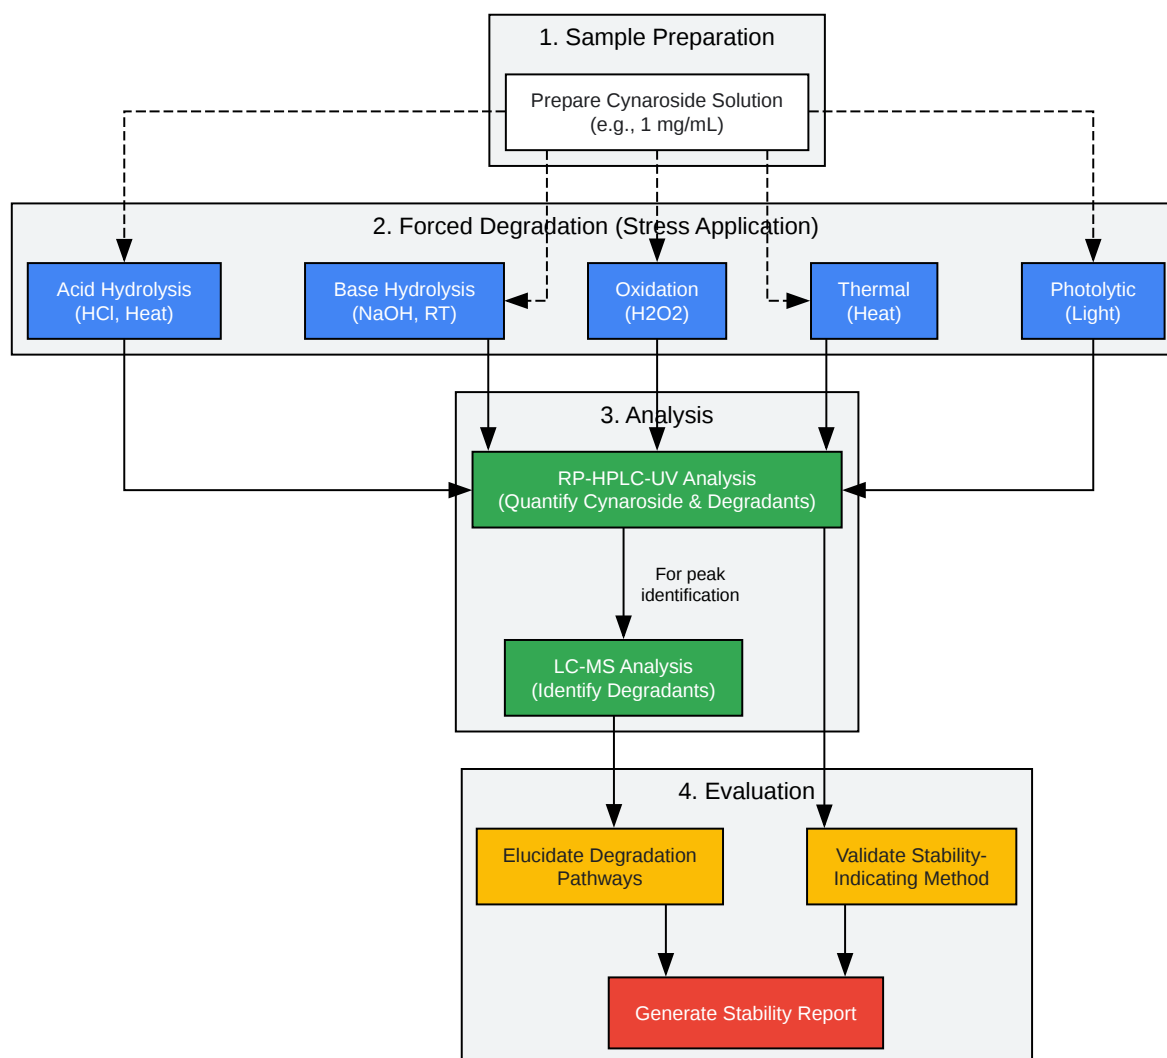 1. Sample Preparation
Prepare Cynaroside Solution
(e.g., 1 mg/mL)
2. Forced Degradation (Stress Application)
Acid Hydrolysis
(HCl, Heat)
Base Hydrolysis
(NaOH, RT)
Oxidation
(H2O2)
Thermal
(Heat)
Photolytic
(Light)
3. Analysis
RP-HPLC-UV Analysis
(Quantify Cynaroside & Degradants)
For peak
identification
LC-MS Analysis
(Identify Degradants)
4. Evaluation
Elucidate Degradation
Pathways
Validate Stability-
Indicating Method
Generate Stability Report